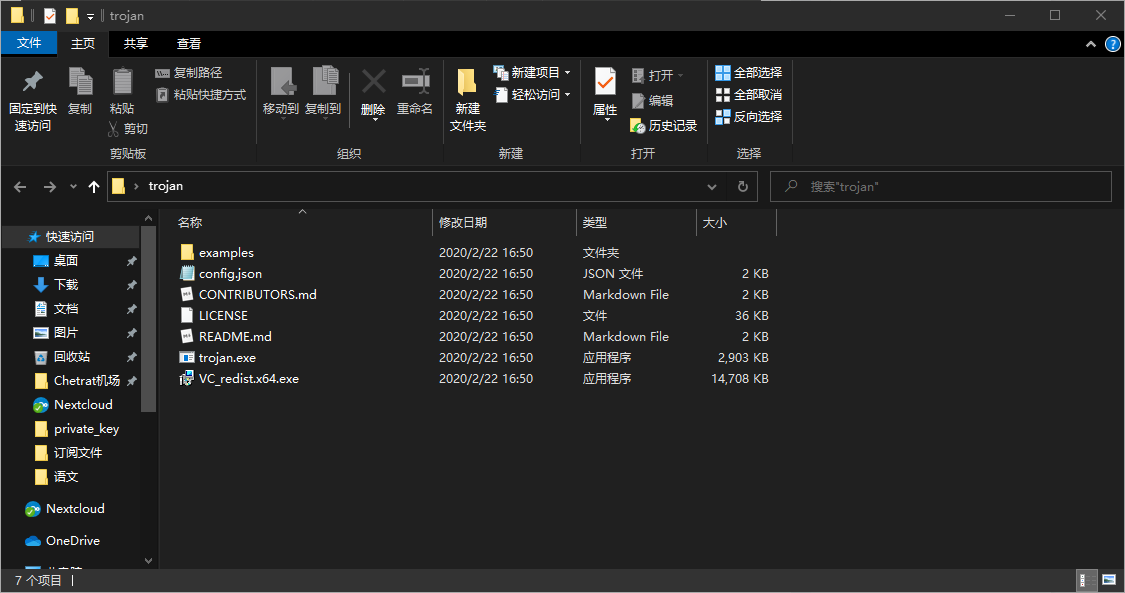 trojan
文件 主页 共享 查看
固定到快速访问 复制 粘贴 复制路径 粘贴快捷方式 剪切
移动到 复制到 删除 重命名
新建文件夹 新建项目 轻松访问
属性 打开 编辑 历史记录
全部选择 全部取消 反向选择
剪贴板 组织 新建 打开 选择
trojan 搜索"trojan"
名称 修改日期 类型 大小
examples 2020/2/22 16:50 文件夹
config.json 2020/2/22 16:50 JSON 文件 2 KB
CONTRIBUTORS.md 2020/2/22 16:50 Markdown File 2 KB
LICENSE 2020/2/22 16:50 文件 36 KB
README.md 2020/2/22 16:50 Markdown File 2 KB
trojan.exe 2020/2/22 16:50 应用程序 2,903 KB
VC_redist.x64.exe 2020/2/22 16:50 应用程序 14,708 KB
快速访问
桌面
下载
文档
图片
回收站
Chetrat机场
Nextcloud
private_key
订阅文件
语文
Nextcloud
OneDrive
7 个项目